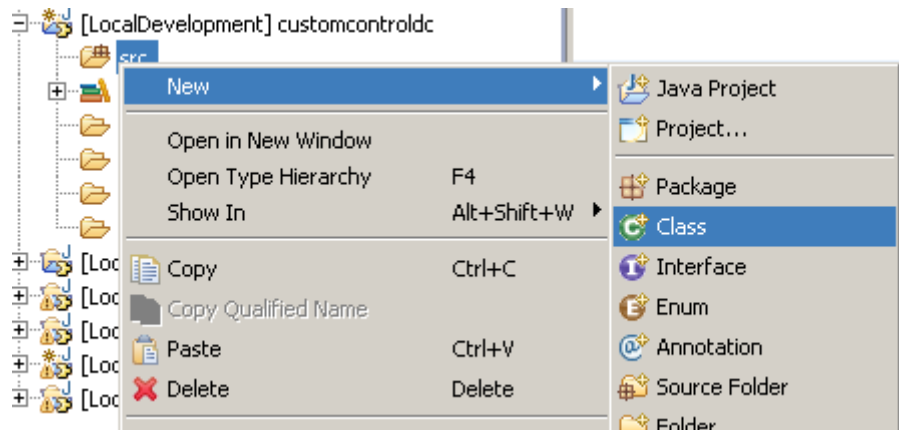 [LocalDevelopment] customcontroldc
src
New
Java Project
Project...
Open in New Window
Open Type Hierarchy F4
Package
Show In Alt+Shift+W
Class
[Loc
Copy Ctrl+C
Interface
[Loc
Copy Qualified Name
Enum
[Loc
Paste Ctrl+V
Annotation
[Loc
Delete Delete
Source Folder
[Loc
Folder